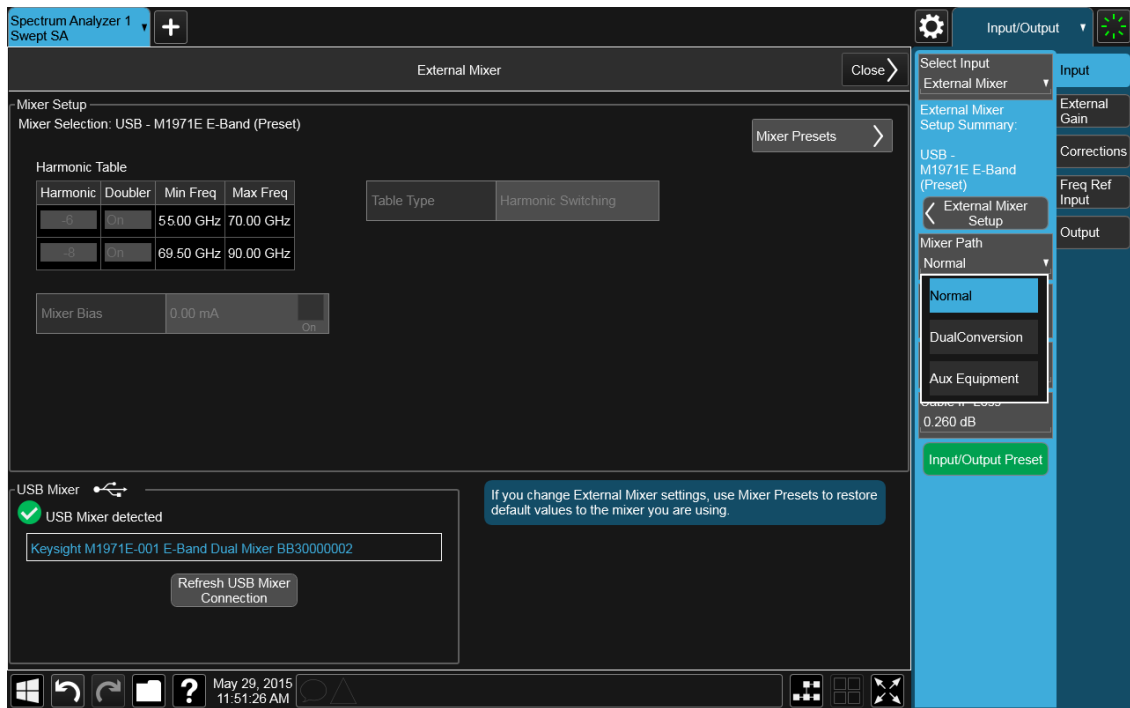 Spectrum Analyzer 1
Swept SA
Input/Output
External Mixer
Close
Mixer Setup
Mixer Selection: USB - M1971E E-Band (Preset)
Mixer Presets
Harmonic Table
Harmonic Doubler Min Freq Max Freq
-6 On 55.00 GHz 70.00 GHz
-8 On 69.50 GHz 90.00 GHz
Table Type Harmonic Switching
Mixer Bias 0.00 mA
On
USB Mixer
USB Mixer detected
Keysight M1971E-001 E-Band Dual Mixer BB30000002
Refresh USB Mixer
Connection
If you change External Mixer settings, use Mixer Presets to restore
default values to the mixer you are using.
Select Input
External Mixer
External Mixer
Setup Summary:
USB -
M1971E E-Band
(Preset)
External Mixer
Setup
Mixer Path
Normal
Normal
DualConversion
Aux Equipment
0.260 dB
Input/Output Preset
Input
External
Gain
Corrections
Freq Ref
Input
Output
?
May 29, 2015
11:51:26 AM